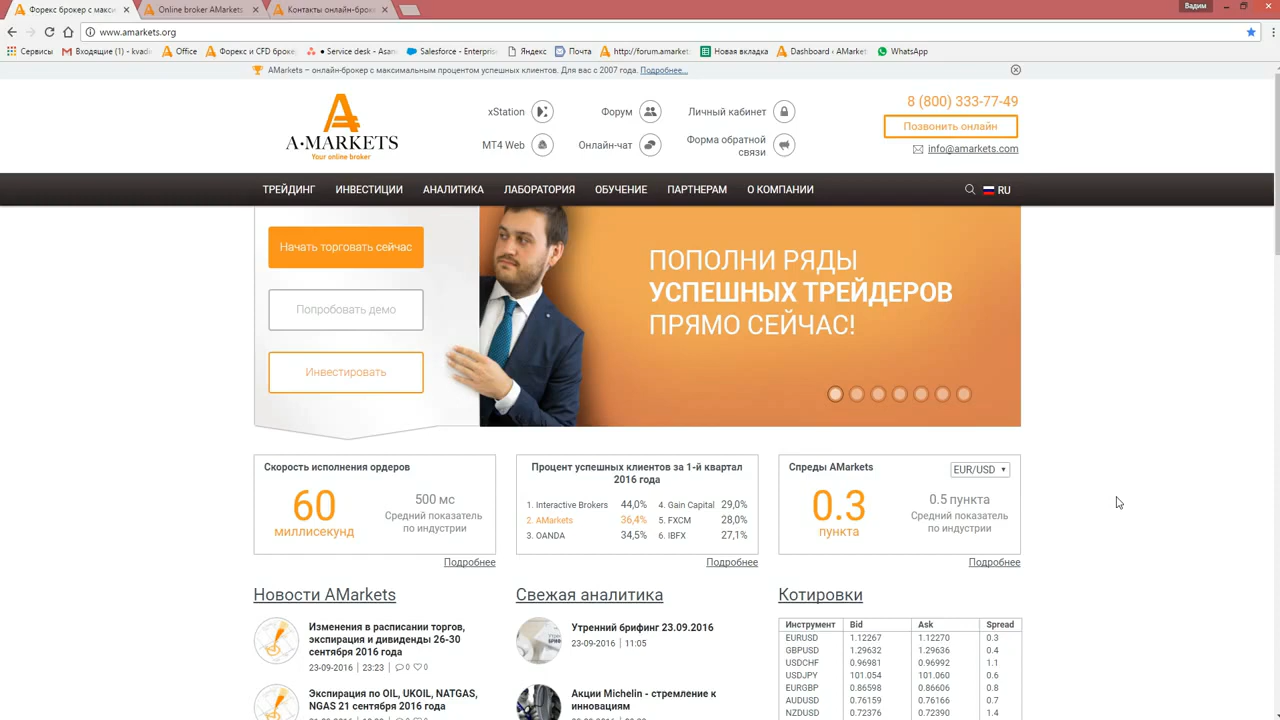 Форекс брокер с макси
Online broker AMarkets
Контакты онлайн-брок
Вадим
www.amarkets.org
Сервисы
Входящие (1) - kvadi
Office
Форекс и CFD броке
● Service desk - Asan
Salesforce - Enterpris
Яндекс
Почта
http://forum.amarket
Новая вкладка
Dashboard ‹ AMarket
WhatsApp
AMarkets – онлайн-брокер с максимальным процентом успешных клиентов. Для вас с 2007 года. Подробнее...
A·MARKETS
Your online broker
xStation
Форум
Личный кабинет
MT4 Web
Онлайн-чат
Форма обратной
связи
8 (800) 333-77-49
Позвонить онлайн
info@amarkets.com
ТРЕЙДИНГ ИНВЕСТИЦИИ АНАЛИТИКА ЛАБОРАТОРИЯ ОБУЧЕНИЕ ПАРТНЕРАМ О КОМПАНИИ RU
Начать торговать сейчас
Попробовать демо
Инвестировать
ПОПОЛНИ РЯДЫ
УСПЕШНЫХ ТРЕЙДЕРОВ
ПРЯМО СЕЙЧАС!
Скорость исполнения ордеров
60
миллисекунд
500 мс
Средний показатель
по индустрии
Подробнее
Процент успешных клиентов за 1-й квартал
2016 года
1. Interactive Brokers 44,0% 4. Gain Capital 29,0%
2. AMarkets 36,4% 5. FXCM 28,0%
3. OANDA 34,5% 6. IBFX 27,1%
Подробнее
Спреды AMarkets
EUR/USD
0.3
пункта
0.5 пункта
Средний показатель
по индустрии
Подробнее
Новости AMarkets
Изменения в расписании торгов,
экспирация и дивиденды 26-30
сентября 2016 года
23-09-2016 | 23:23 | 0 0
Экспирация по OIL, UKOIL, NATGAS,
NGAS 21 сентября 2016 года
Свежая аналитика
Утренний брифинг 23.09.2016
23-09-2016 | 11:05
Акции Michelin - стремление к
инновациям
Котировки
Инструмент Bid Ask Spread
EURUSD 1.12267 1.12270 0.3
GBPUSD 1.29632 1.29636 0.4
USDCHF 0.96981 0.96992 1.1
USDJPY 101.054 101.060 0.6
EURGBP 0.86598 0.86606 0.8
AUDUSD 0.76159 0.76166 0.7
NZDUSD 0.72376 0.72390 1.4